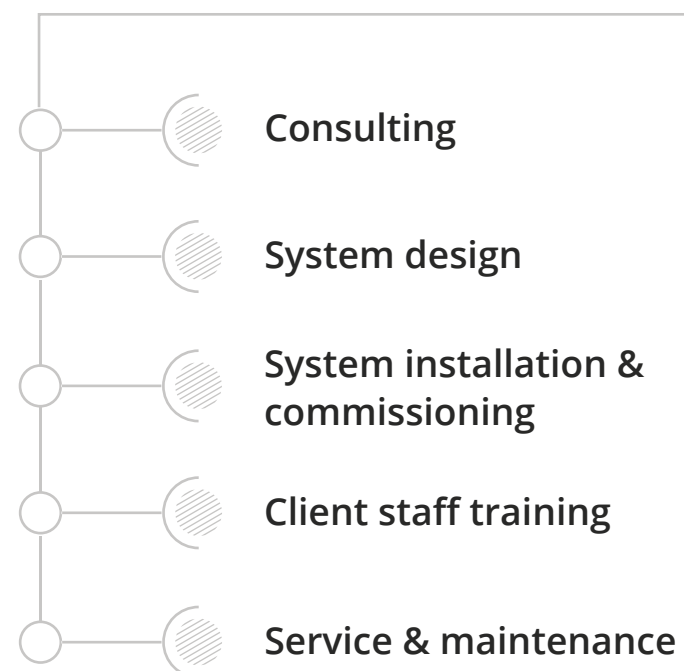 Consulting
System design
System installation &
commissioning
Client staff training
Service & maintenance